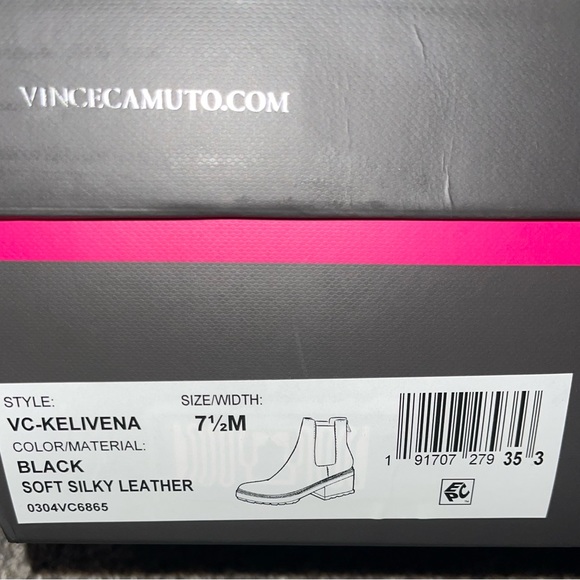 VINCECAMUTO.COM
STYLE: SIZE/WIDTH:
VC-KELIVENA 7½M
COLOR/MATERIAL:
BLACK
SOFT SILKY LEATHER
0304VC6865
1 91707 279 35 3
EPC